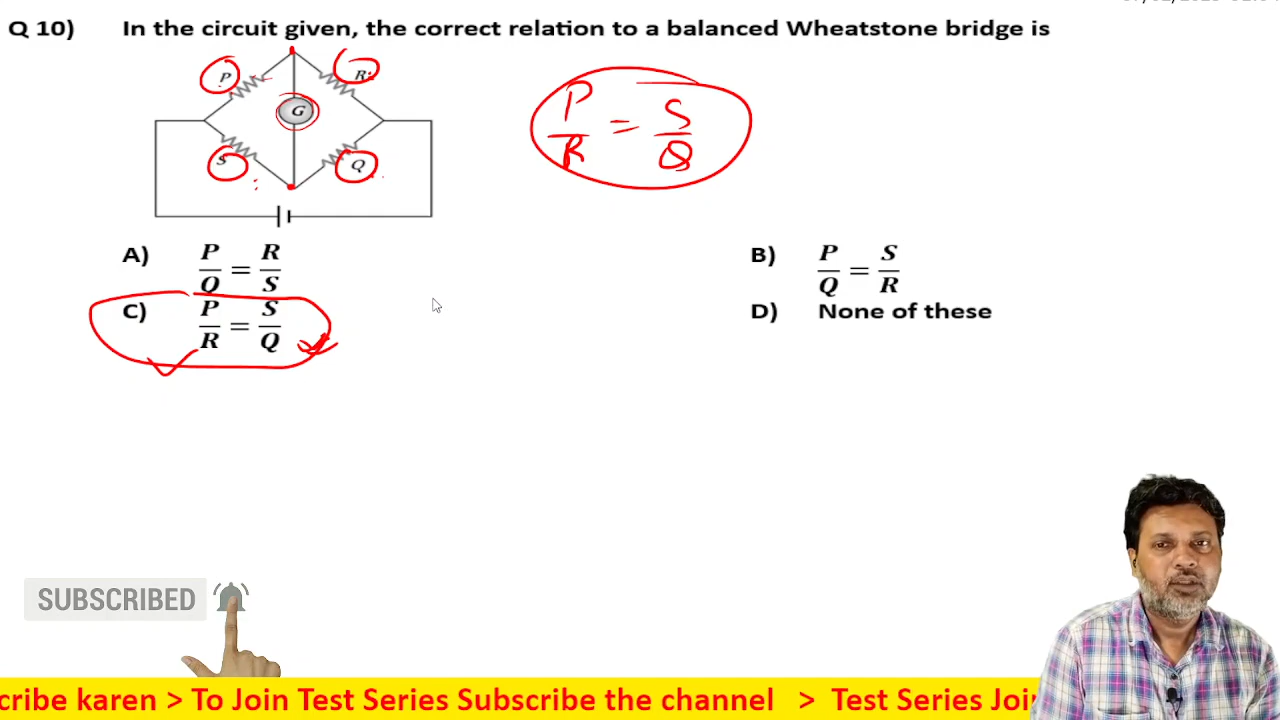 Q 10) In the circuit given, the correct relation to a balanced Wheatstone bridge is
P R
G
S Q
P/R = S/Q
A) P/Q = R/S
B) P/Q = S/R
C) P/R = S/Q
D) None of these
SUBSCRIBED
cribe karen > To Join Test Series Subscribe the channel > Test Series Join